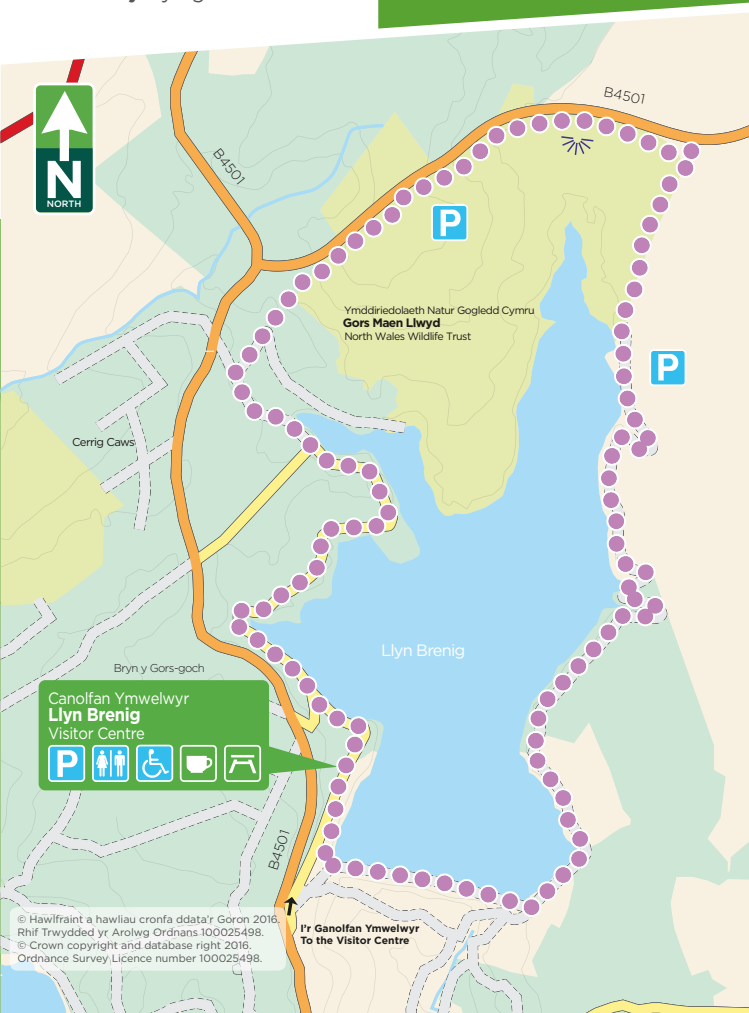 B4501
B4501
N
NORTH
P
Ymddiriedolaeth Natur Gogledd Cymru
Gors Maen Llwyd
North Wales Wildlife Trust
P
Cerrig Caws
Llyn Brenig
Bryn y Gors-goch
Canolfan Ymwelwyr
Llyn Brenig
Visitor Centre
P
B4501
© Hawlfraint a hawliau cronfa ddata'r Goron 2016.
Rhif Trwydded yr Arolwg Ordnans 100025498.
© Crown copyright and database right 2016.
Ordnance Survey Licence number 100025498.
I'r Ganolfan Ymwelwyr
To the Visitor Centre